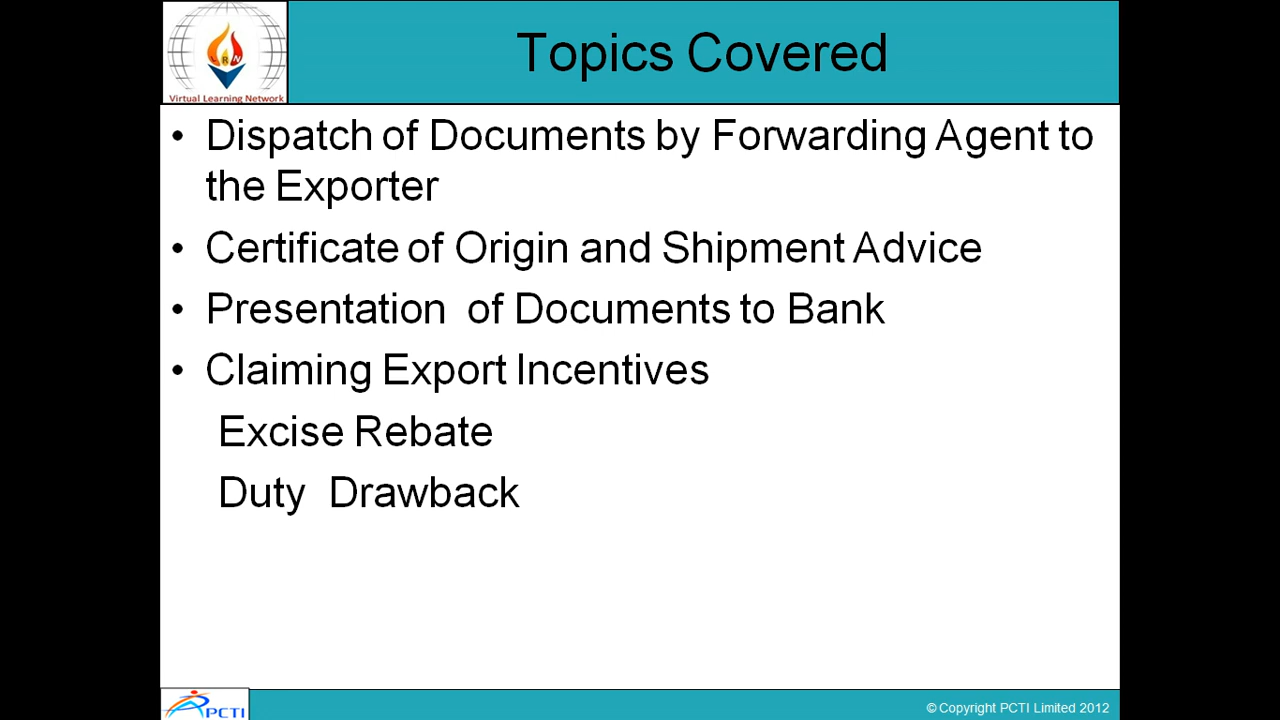 Topics Covered
LRN
Virtual Learning Network
• Dispatch of Documents by Forwarding Agent to
the Exporter
• Certificate of Origin and Shipment Advice
• Presentation of Documents to Bank
• Claiming Export Incentives
Excise Rebate
Duty Drawback
PCTI
© Copyright PCTI Limited 2012